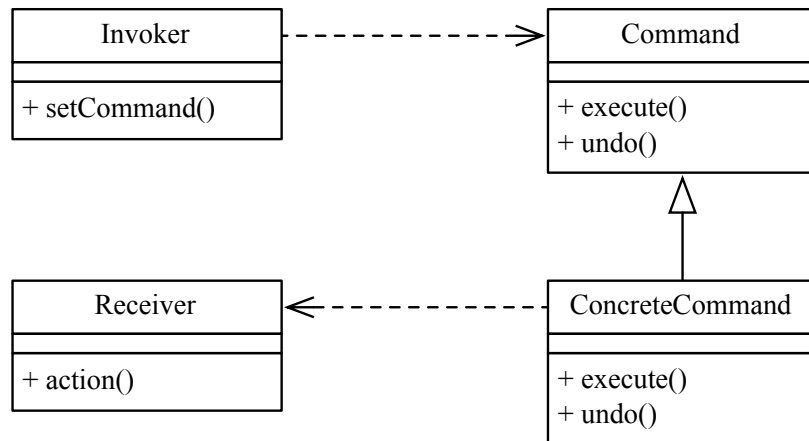 Invoker
+ setCommand()
Command
+ execute()
+ undo()
Receiver
+ action()
ConcreteCommand
+ execute()
+ undo()